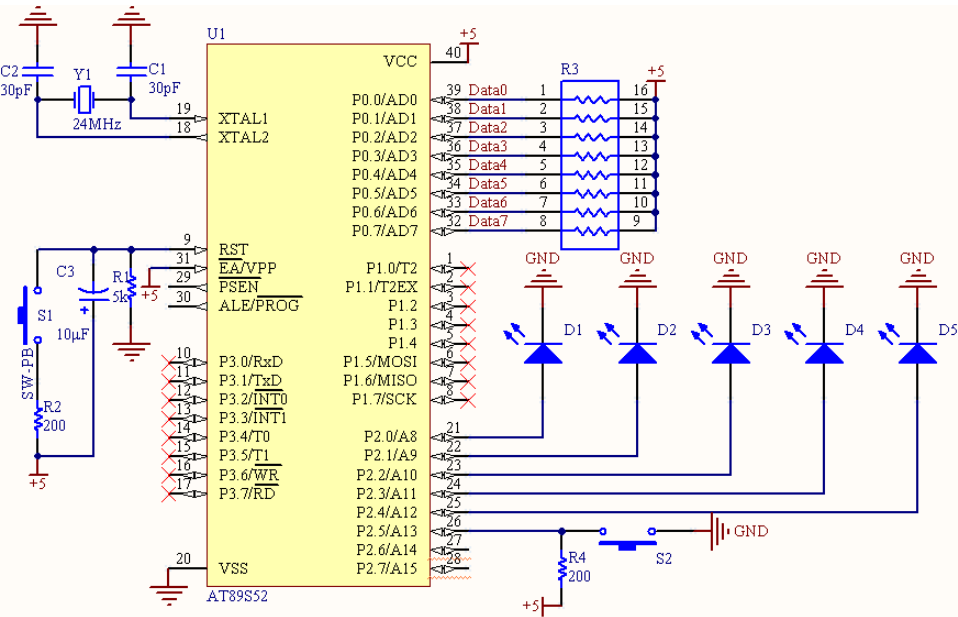 U1
+5
VCC
40
C2
30pF
Y1
24MHz
C1
30pF
19
XTAL1
18
XTAL2
R3
+5
P0.0/AD0
39
Data0
1
16
P0.1/AD1
38
Data1
2
15
P0.2/AD2
37
Data2
3
14
P0.3/AD3
36
Data3
4
13
P0.4/AD4
35
Data4
5
12
P0.5/AD5
34
Data5
6
11
P0.6/AD6
33
Data6
7
10
P0.7/AD7
32
Data7
8
9
9
RST
31
EA/VPP
29
PSEN
30
ALE/PROG
C3
10µF
+
R1
5k
+5
S1
SW-PB
R2
200
+5
P1.0/T2
1
P1.1/T2EX
2
P1.2
3
P1.3
4
P1.4
5
P1.5/MOSI
6
P1.6/MISO
7
P1.7/SCK
8
GND
GND
GND
GND
GND
D1
D2
D3
D4
D5
10
P3.0/RxD
11
P3.1/TxD
12
P3.2/INT0
13
P3.3/INT1
14
P3.4/T0
15
P3.5/T1
16
P3.6/WR
17
P3.7/RD
P2.0/A8
21
P2.1/A9
22
P2.2/A10
23
P2.3/A11
24
P2.4/A12
25
P2.5/A13
26
P2.6/A14
27
P2.7/A15
28
GND
S2
R4
200
+5
20
VSS
AT89S52